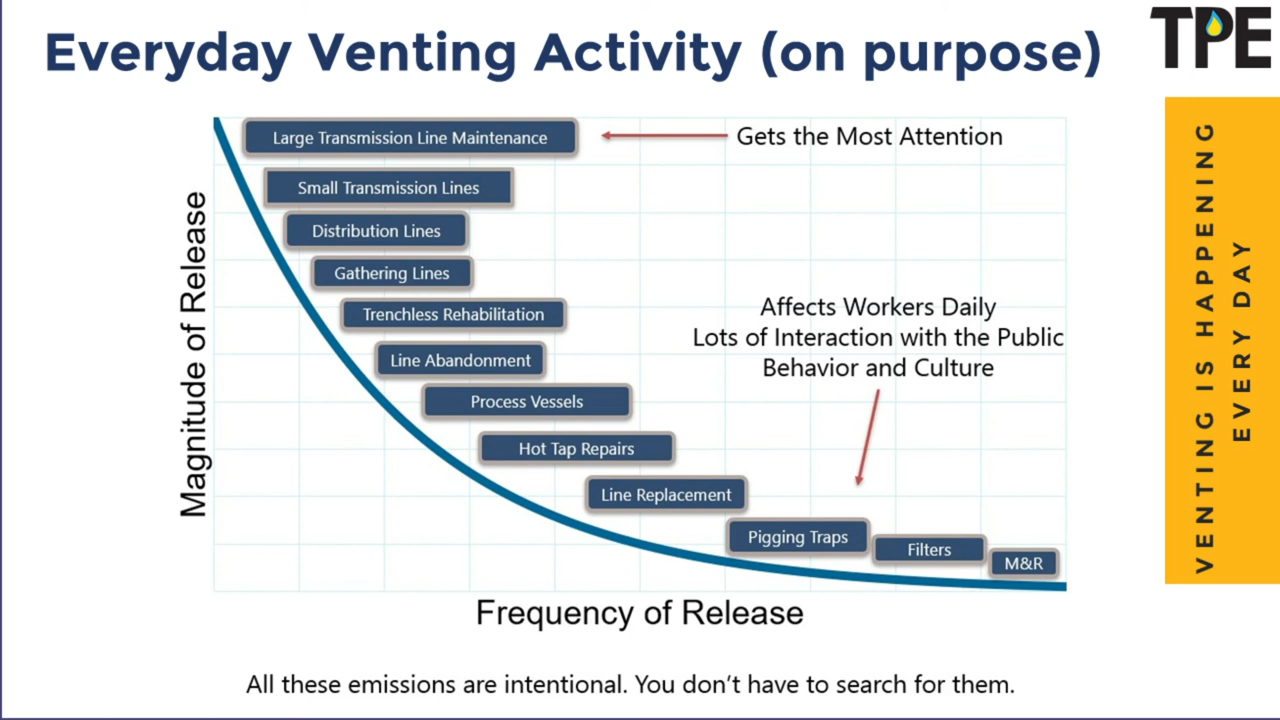 Everyday Venting Activity (on purpose)
TPE
Large Transmission Line Maintenance
Gets the Most Attention
Small Transmission Lines
Distribution Lines
Gathering Lines
Trenchless Rehabilitation
Line Abandonment
Process Vessels
Hot Tap Repairs
Line Replacement
Pigging Traps
Filters
M&R
Affects Workers Daily
Lots of Interaction with the Public
Behavior and Culture
Magnitude of Release
Frequency of Release
VENTING IS HAPPENING
EVERY DAY
All these emissions are intentional. You don’t have to search for them.